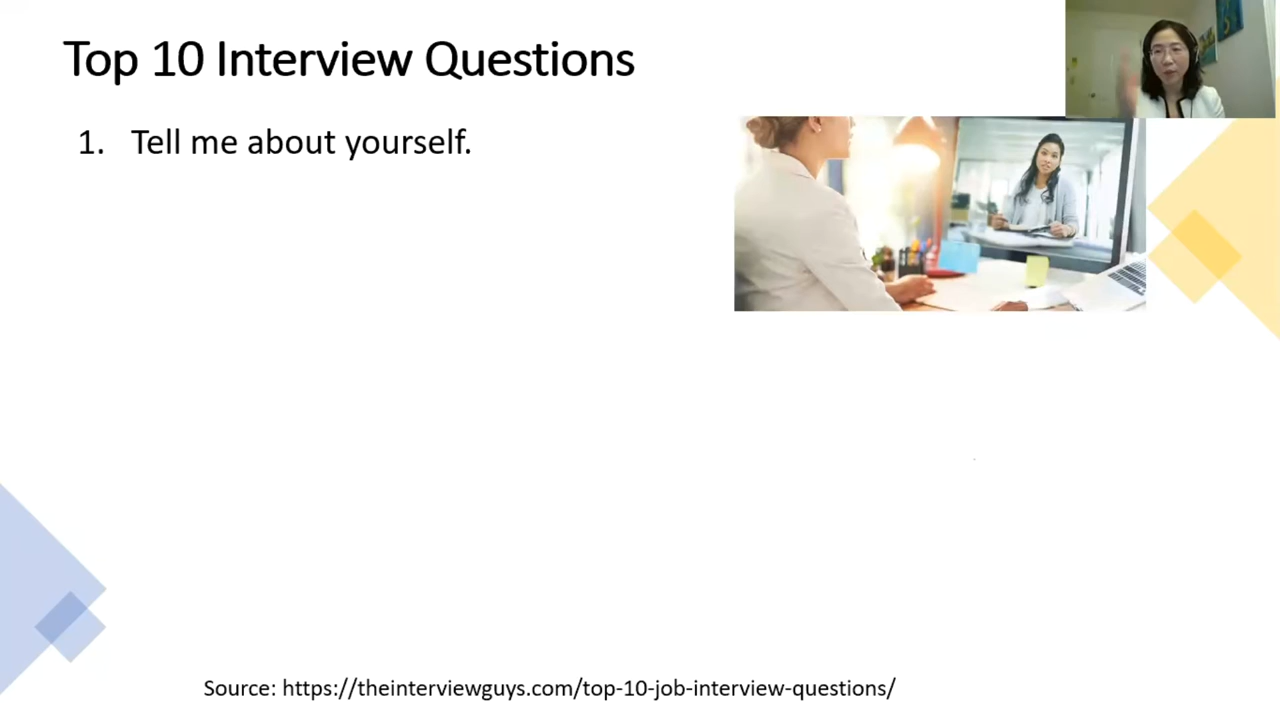 Top 10 Interview Questions
1. Tell me about yourself.
Source: https://theinterviewguys.com/top-10-job-interview-questions/